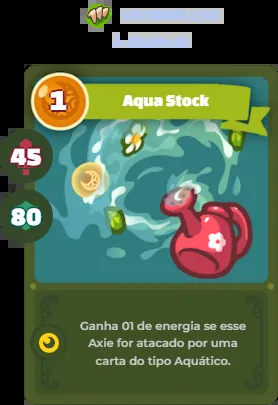 1
Aqua Stock
45
80
Ganha 01 de energia se esse
Axie for atacado por uma
carta do tipo Aquático.